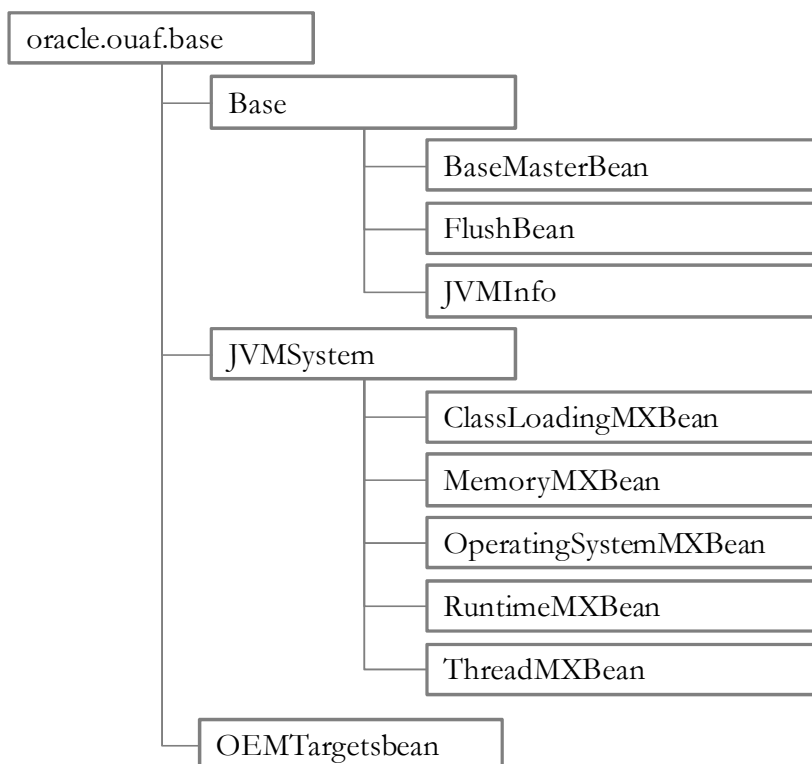 oracle.ouaf.base
Base
BaseMasterBean
FlushBean
JVMInfo
JVMSystem
ClassLoadingMXBean
MemoryMXBean
OperatingSystemMXBean
RuntimeMXBean
ThreadMXBean
OEMTargetsbean